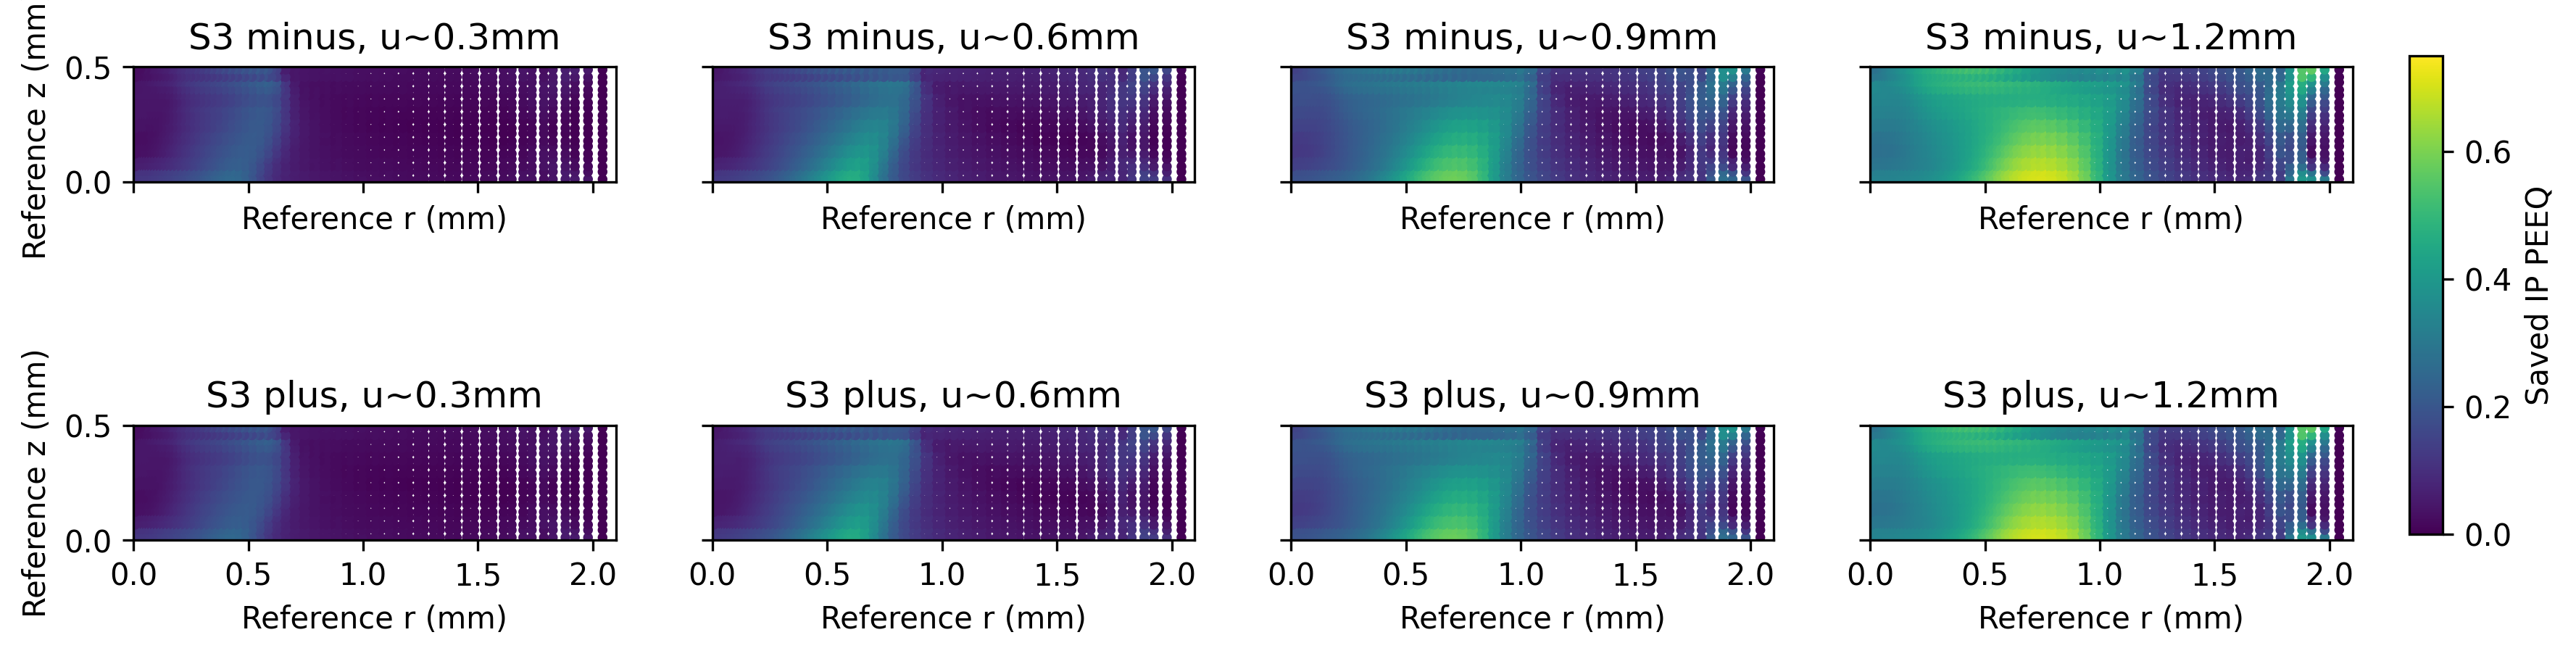 S3 minus, u~0.3mm
S3 minus, u~0.6mm
S3 minus, u~0.9mm
S3 minus, u~1.2mm
Reference z (mm
0.5
0.0
Reference r (mm)
Reference r (mm)
Reference r (mm)
Reference r (mm)
S3 plus, u~0.3mm
S3 plus, u~0.6mm
S3 plus, u~0.9mm
S3 plus, u~1.2mm
Reference z (mm)
0.5
0.0
0.0 0.5 1.0 1.5 2.0
0.0 0.5 1.0 1.5 2.0
0.0 0.5 1.0 1.5 2.0
0.0 0.5 1.0 1.5 2.0
Reference r (mm)
Reference r (mm)
Reference r (mm)
Reference r (mm)
0.6
0.4
0.2
0.0
Saved IP PEEQ